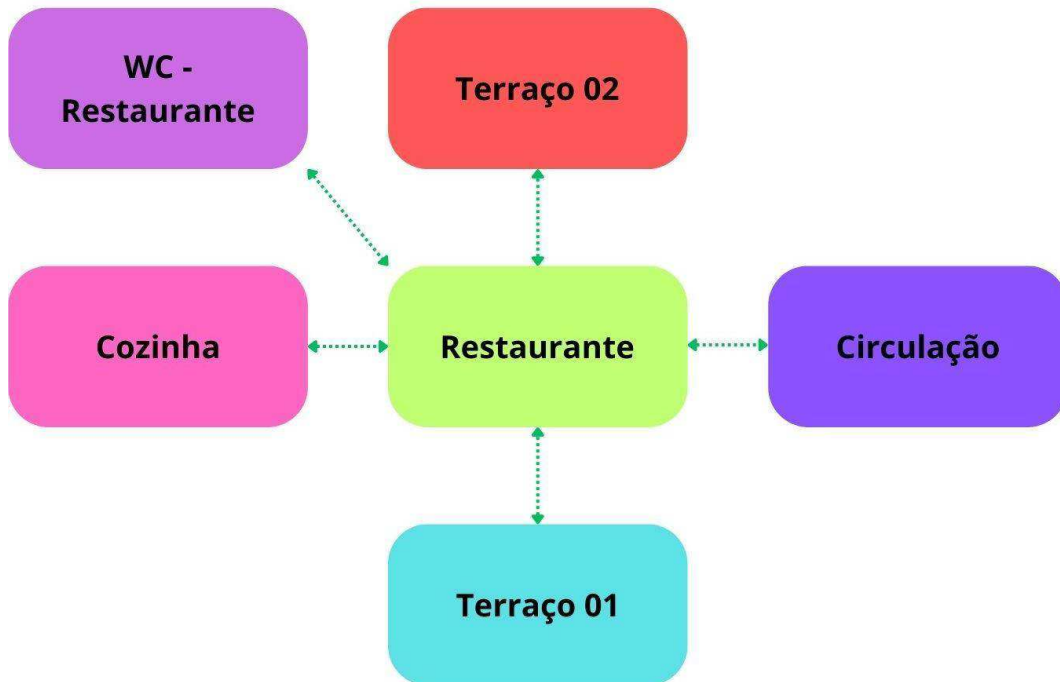 WC -
Restaurante
Terraço 02
Cozinha
Restaurante
Circulação
Terraço 01